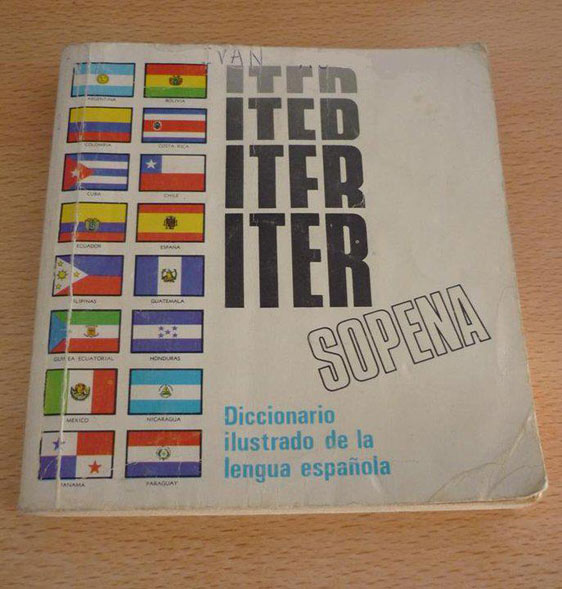 IVAN
ARGENTINA
BOLIVIA
COLOMBIA
COSTA RICA
CUBA
CHILE
ECUADOR
ESPAÑA
FILIPINAS
GUATEMALA
GUINEA ECUATORIAL
HONDURAS
MEXICO
NICARAGUA
PANAMA
PARAGUAY
ITER
ITER
ITER
ITER
SOPENA
Diccionario
ilustrado de la
lengua española